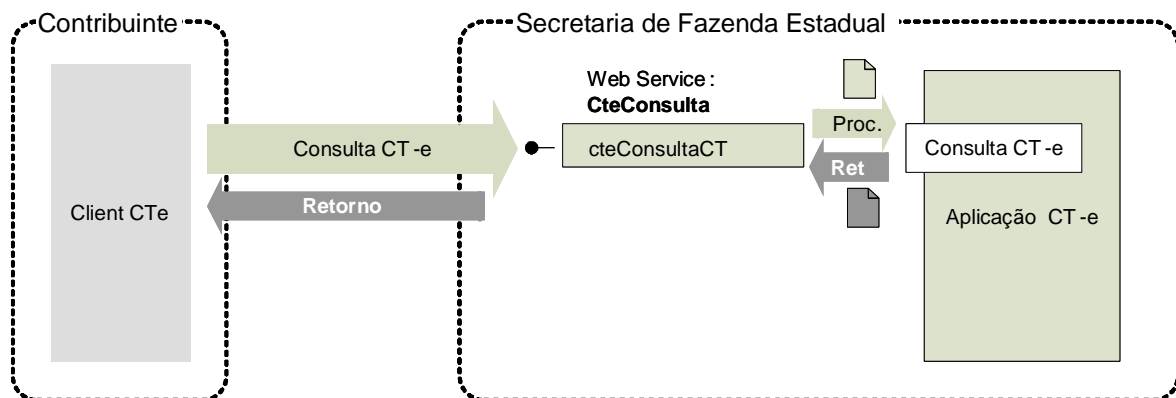 Contribuinte
Secretaria de Fazenda Estadual
Web Service :
CteConsulta
Proc.
Consulta CT -e
cteConsultaCT
Consulta CT -e
Ret
Retorno
Client CTe
Aplicação CT -e